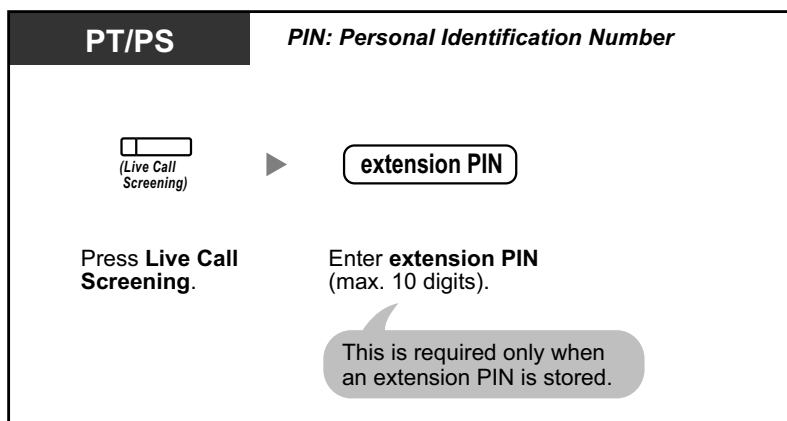 PT/PS
PIN: Personal Identification Number
(Live Call
Screening)
extension PIN
Press Live Call
Screening.
Enter extension PIN
(max. 10 digits).
This is required only when
an extension PIN is stored.